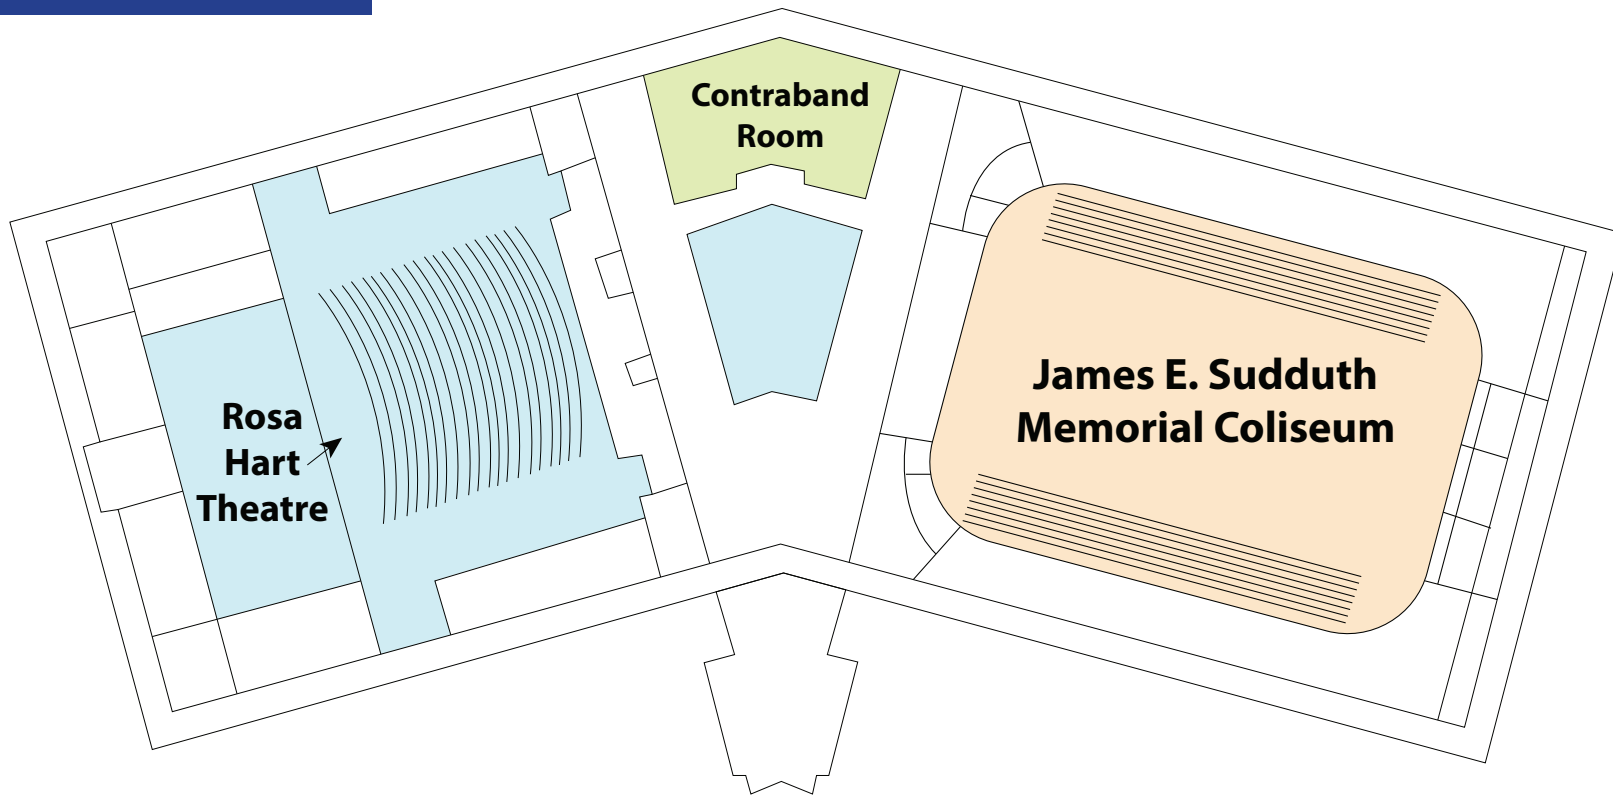 Contraband
Room
Rosa
Hart
Theatre
James E. Sudduth
Memorial Coliseum